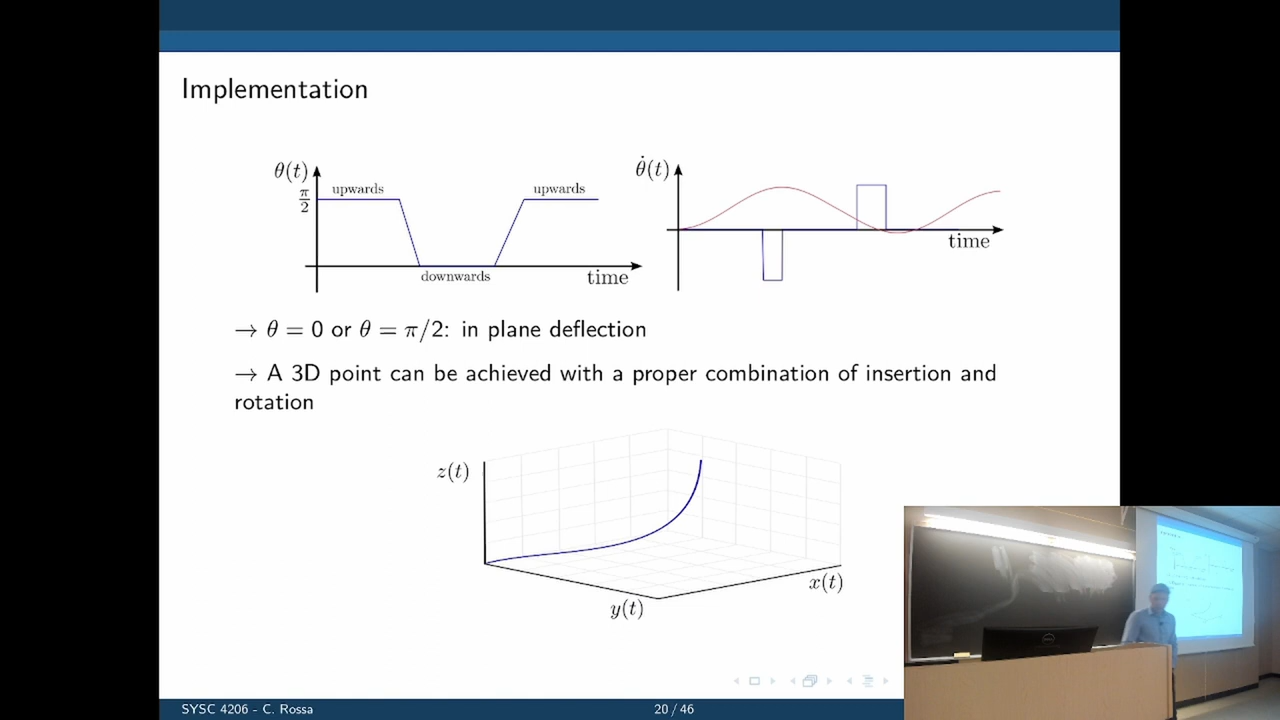 Implementation
θ(t)
π/2
upwards
upwards
downwards
time
θ̇(t)
time
→ θ = 0 or θ = π/2: in plane deflection
→ A 3D point can be achieved with a proper combination of insertion and
rotation
z(t)
y(t)
x(t)
SYSC 4206 - C. Rossa
20 / 46